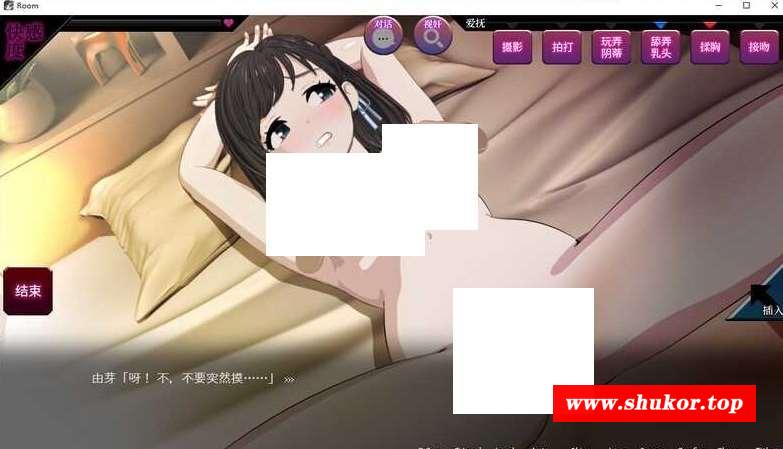 Room
快感度
对话
视奸
爱抚
摄影
拍打
玩弄阴蒂
舔弄乳头
揉胸
接吻
结束
插入
由芽「呀！不，不要突然摸……」
www.shukor.top